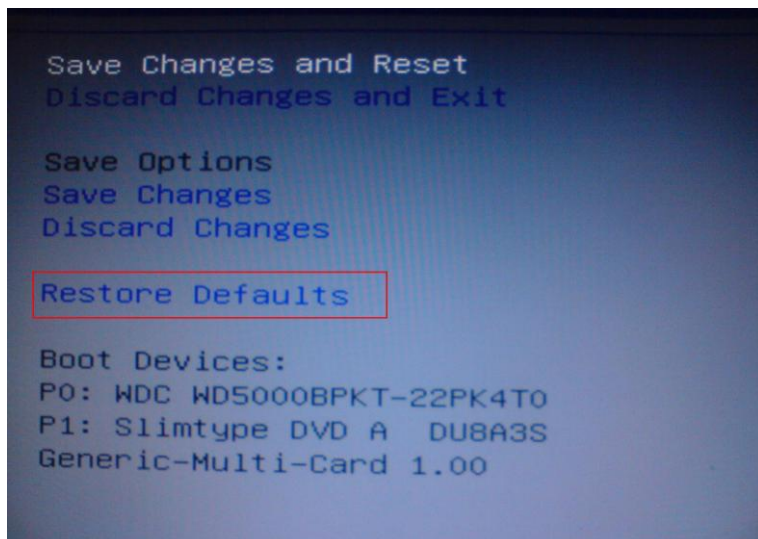 Save Changes and Reset
Discard Changes and Exit
Save Options
Save Changes
Discard Changes
Restore Defaults
Boot Devices:
P0: WDC WD5000BPKT-22PK4T0
P1: Slimtype DVD A  DU8A3S
Generic-Multi-Card 1.00